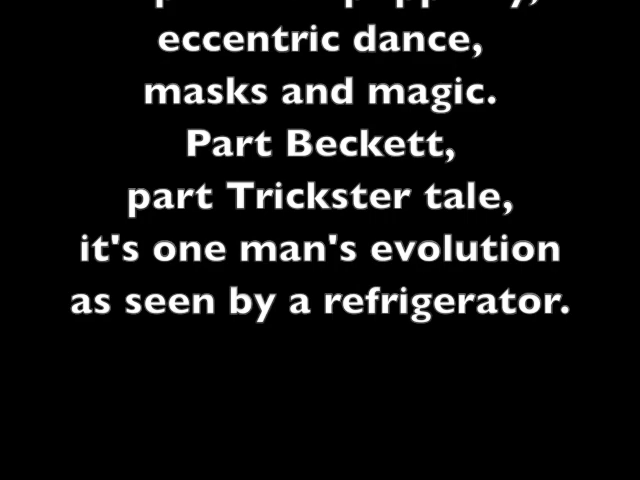 eccentric dance,
masks and magic.
Part Beckett,
part Trickster tale,
it's one man's evolution
as seen by a refrigerator.